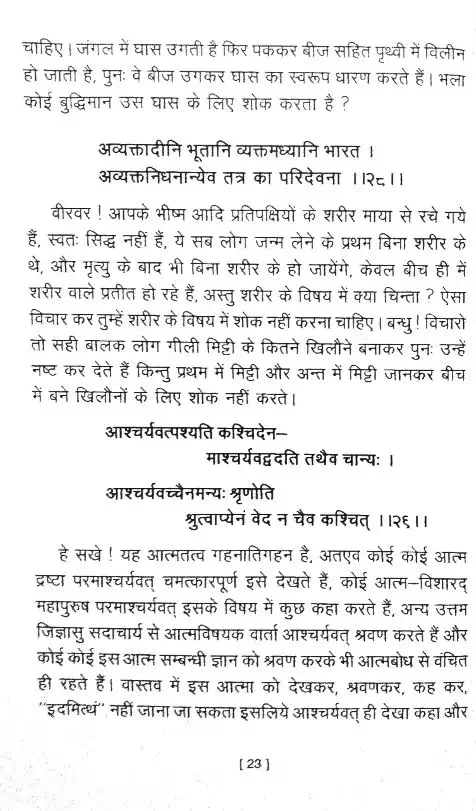 चाहिए। जंगल में घास उगती है फिर पककर बीज सहित पृथ्वी में विलीन
हो जाती है, पुनः वे बीज उगकर घास का स्वरूप धारण करते हैं। भला
कोई बुद्धिमान उस घास के लिए शोक करता है ?
अव्यक्तादीनि भूतानि व्यक्तमध्यानि भारत ।
अव्यक्तनिधनान्येव तत्र का परिदेवना ।।२८।।
वीरवर ! आपके भीष्म आदि प्रतिपक्षियों के शरीर माया से रचे गये
हैं, स्वतः सिद्ध नहीं हैं, ये सब लोग जन्म लेने के प्रथम बिना शरीर के
थे, और मृत्यु के बाद भी बिना शरीर के हो जायेंगे, केवल बीच ही में
शरीर वाले प्रतीत हो रहे हैं, अस्तु शरीर के विषय में क्या चिन्ता ? ऐसा
विचार कर तुम्हें शरीर के विषय में शोक नहीं करना चाहिए। बन्धु ! विचारो
तो सही बालक लोग गीली मिट्टी के कितने खिलौने बनाकर पुनः उन्हें
नष्ट कर देते हैं किन्तु प्रथम में मिट्टी और अन्त में मिट्टी जानकर बीच
में बने खिलौनों के लिए शोक नहीं करते।
आश्चर्यवत्पश्यति कश्चिदेन–
माश्चर्यवद्वदति तथैव चान्यः ।
आश्चर्यवच्चैनमन्यः श्रृणोति
श्रुत्वाप्येनं वेद न चैव कश्चित् ।।२९।।
हे सखे ! यह आत्मतत्व गहनातिगहन है, अतएव कोई कोई आत्म
द्रष्टा परमाश्चर्यवत् चमत्कारपूर्ण इसे देखते हैं, कोई आत्म–विशारद्
महापुरुष परमाश्चर्यवत् इसके विषय में कुछ कहा करते हैं, अन्य उत्तम
जिज्ञासु सदाचार्य से आत्मविषयक वार्ता आश्चर्यवत् श्रवण करते हैं और
कोई कोई इस आत्म सम्बन्धी ज्ञान को श्रवण करके भी आत्मबोध से वंचित
ही रहते हैं। वास्तव में इस आत्मा को देखकर, श्रवणकर, कह कर,
"इदमित्थं" नहीं जाना जा सकता इसलिये आश्चर्यवत् ही देखा कहा और
[ 23 ]